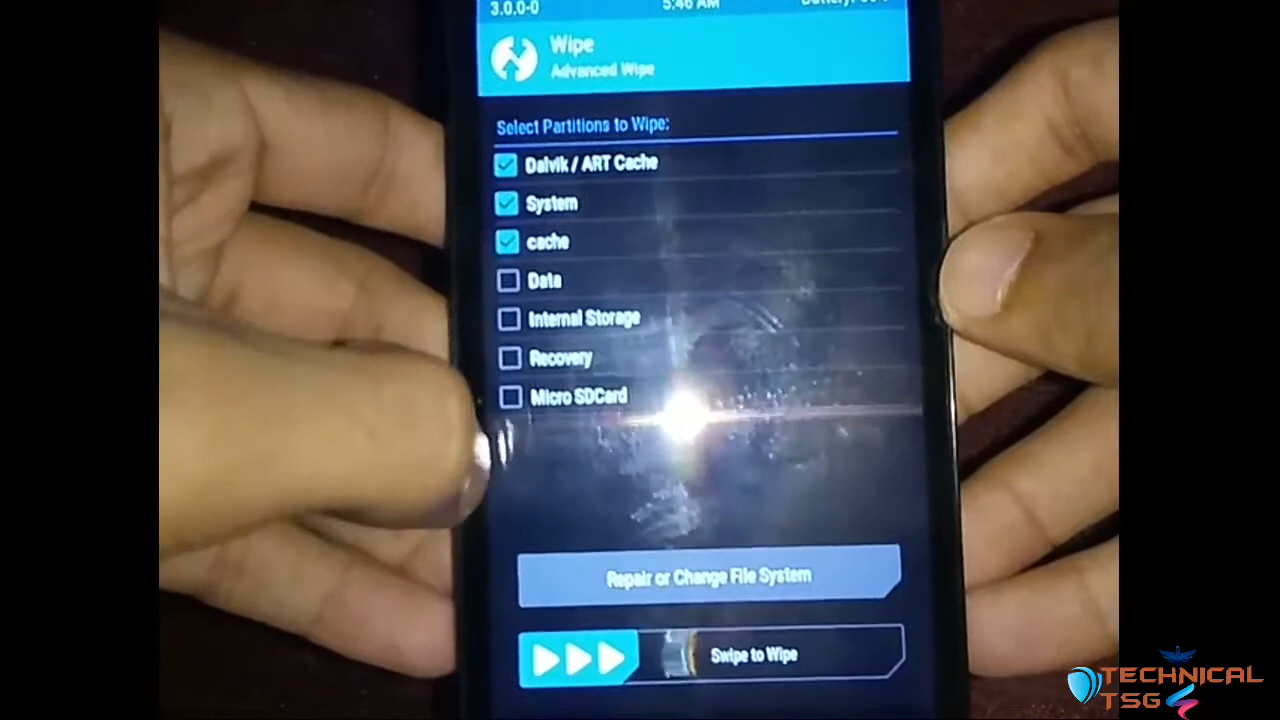 3.0.0-0
5:46 AM
Wipe
Advanced Wipe
Select Partitions to Wipe:
Dalvik / ART Cache
System
cache
Data
Internal Storage
Recovery
Micro SDCard
Repair or Change File System
Swipe to Wipe
TECHNICAL
TSG